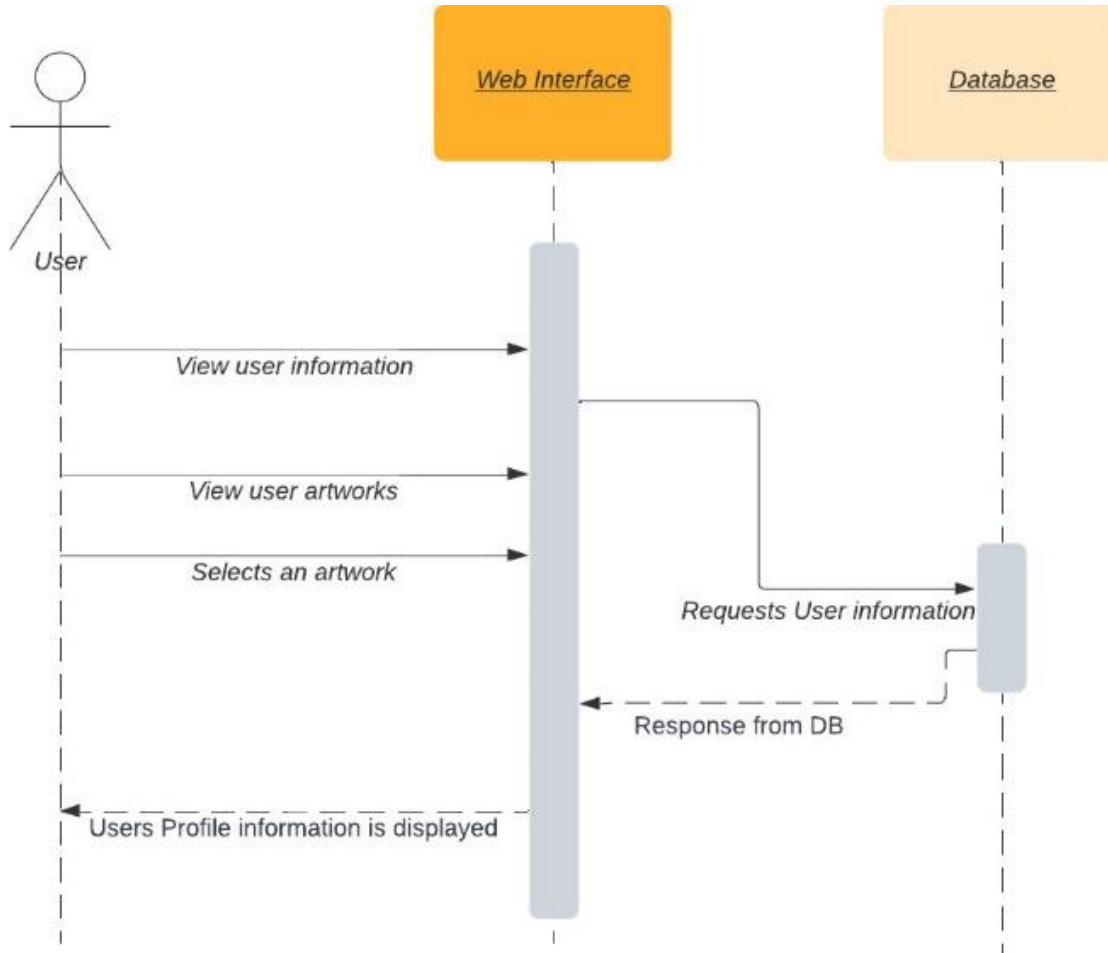 Web Interface
Database
User
View user information
View user artworks
Selects an artwork
Requests User information
Response from DB
Users Profile information is displayed